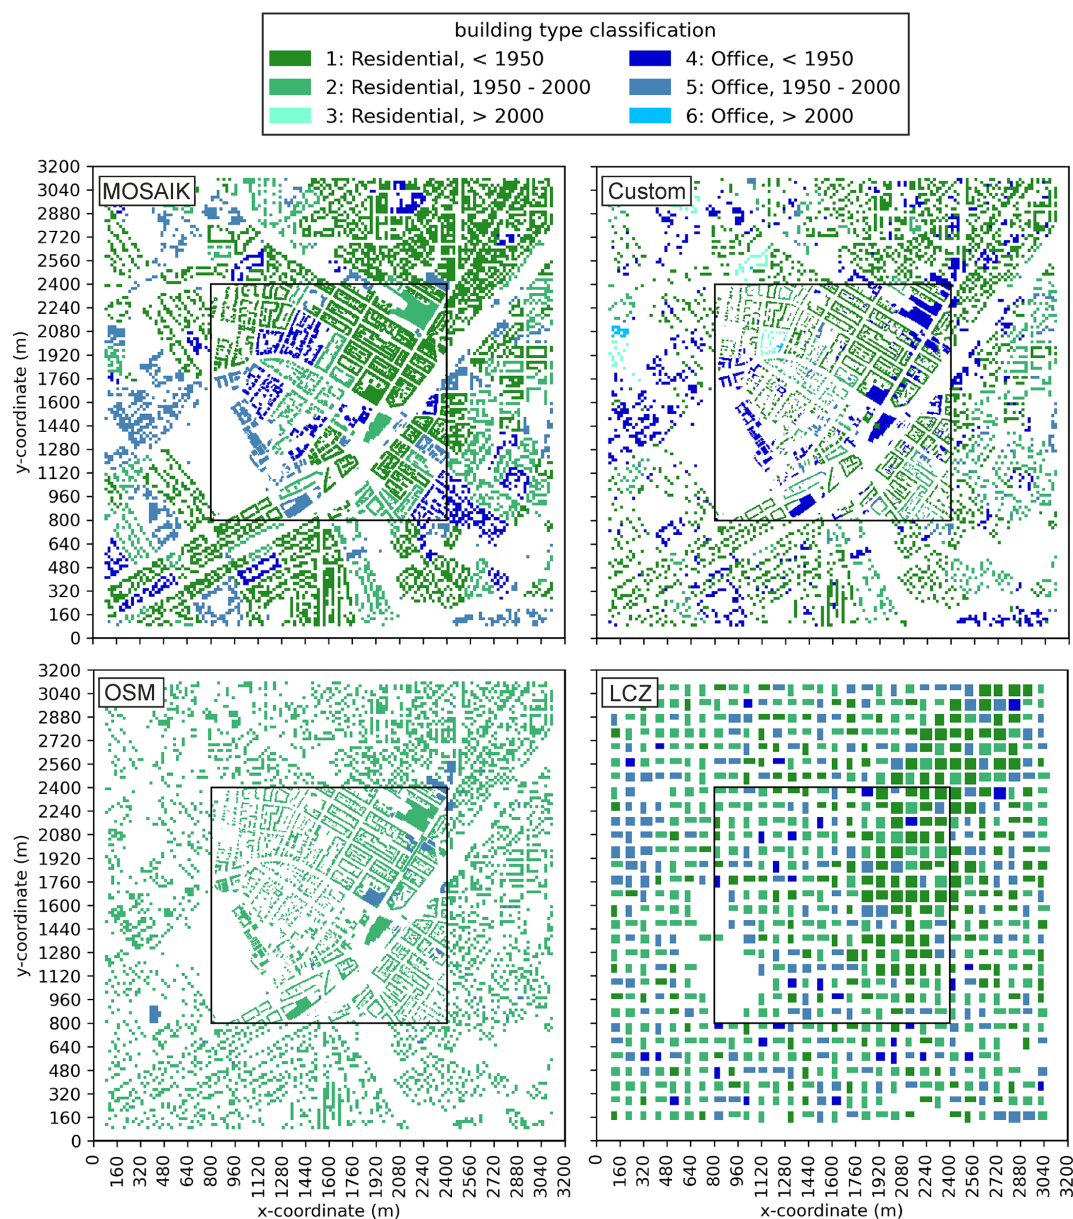 building type classification
1: Residential, < 1950
4: Office, < 1950
2: Residential, 1950 - 2000
5: Office, 1950 - 2000
3: Residential, > 2000
6: Office, > 2000
MOSAIK
Custom
3200
3040
2880
2720
2560
2400
2240
2080
1920
1760
1600
1440
1280
1120
960
800
640
480
320
160
0
y-coordinate (m)
OSM
LCZ
3200
3040
2880
2720
2560
2400
2240
2080
1920
1760
1600
1440
1280
1120
960
800
640
480
320
160
0
y-coordinate (m)
0 160 320 480 640 800 960 1120 1280 1440 1600 1760 1920 2080 2240 2400 2560 2720 2880 3040 3200
x-coordinate (m)
0 160 320 480 640 800 960 1120 1280 1440 1600 1760 1920 2080 2240 2400 2560 2720 2880 3040 3200
x-coordinate (m)